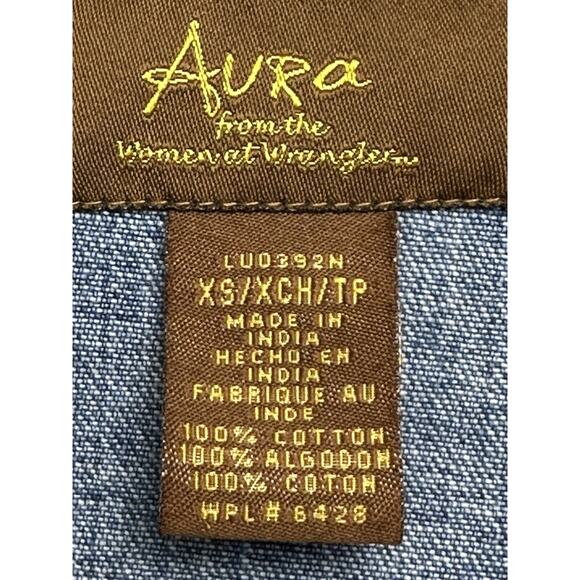 AURa
from the
Women at Wrangler™
LU0392N
XS/XCH/TP
MADE IN
INDIA
HECHO EN
INDIA
FABRIQUE AU
INDE
100% COTTON
100% ALGODON
100% COTON
WPL# 6428